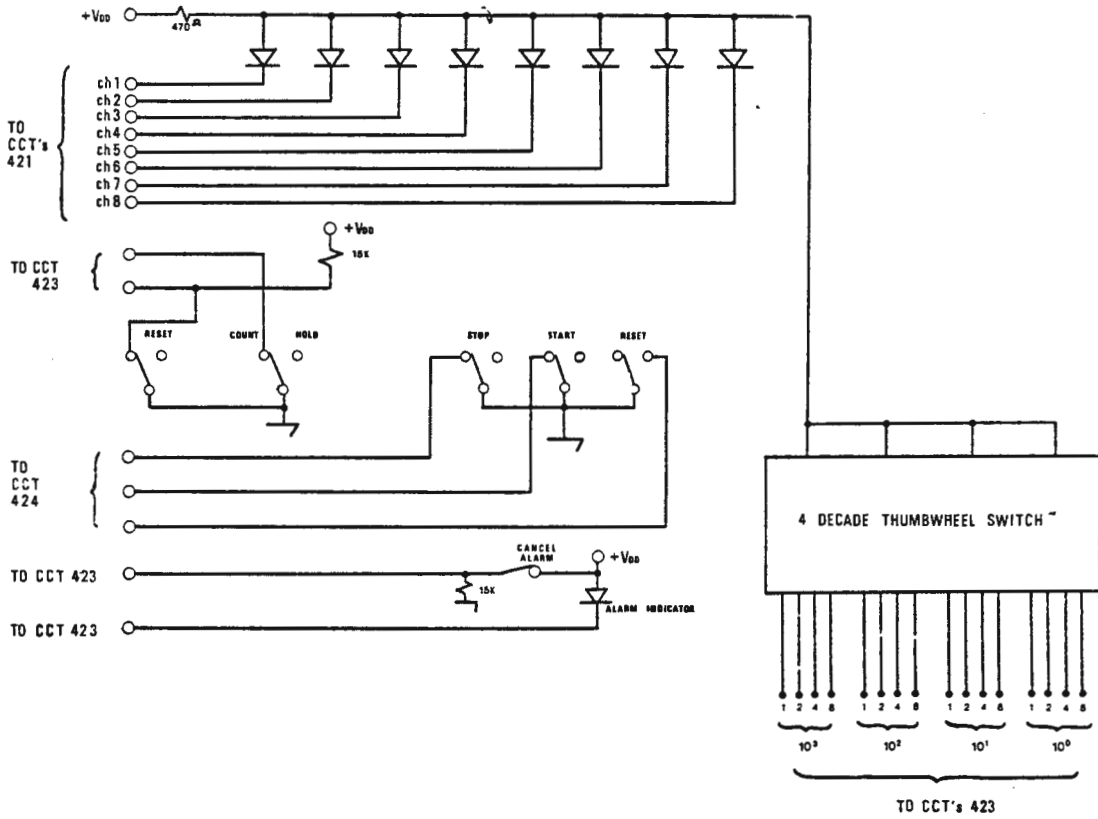 +VDD
470Ω
ch1
ch2
ch3
ch4
ch5
ch6
ch7
ch8
TO
CCT's
421
+VDD
15K
TO CCT
423
RESET
COUNT
HOLD
STOP
START
RESET
TO
CCT
424
4 DECADE THUMBWHEEL SWITCH
CANCEL
ALARM
+VDD
TO CCT 423
15K
ALARM INDICATOR
TO CCT 423
1 2 4 8 1 2 4 8 1 2 4 8 1 2 4 8
10³ 10² 10¹ 10⁰
TO CCT's 423